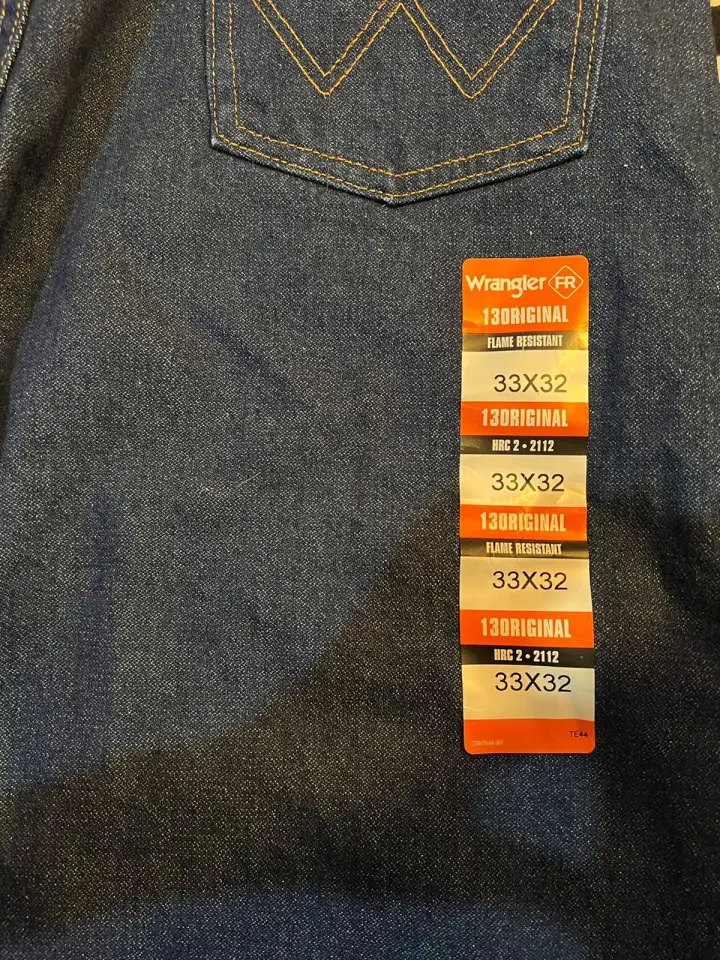 Wrangler FR
13ORIGINAL
FLAME RESISTANT
33X32
13ORIGINAL
HRC 2 • 2112
33X32
13ORIGINAL
FLAME RESISTANT
33X32
13ORIGINAL
HRC 2 • 2112
33X32
TE44